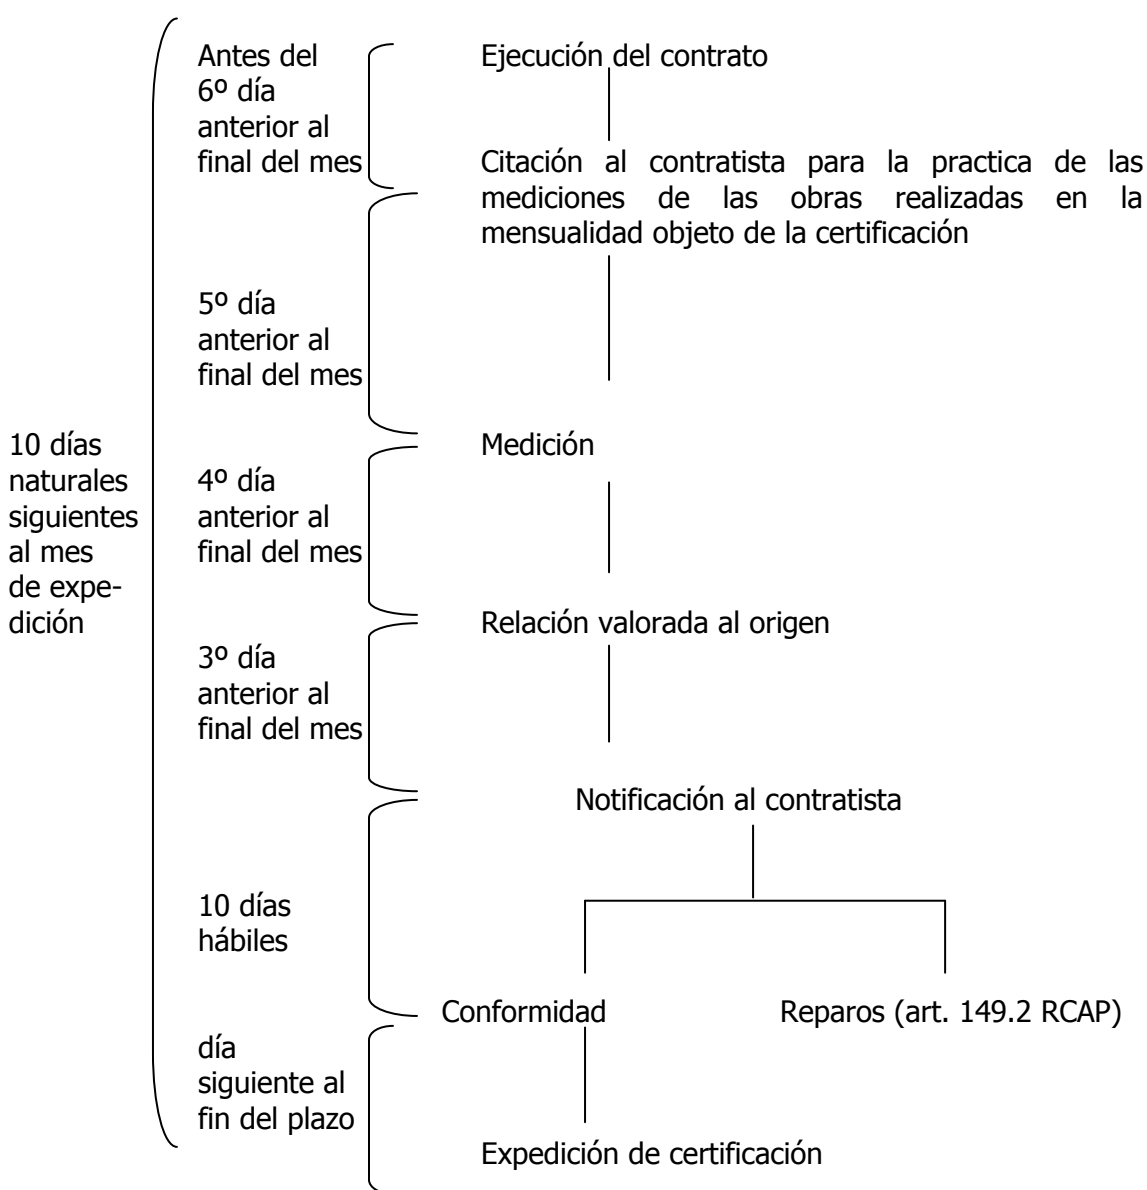 Antes del
6º día
anterior al
final del mes
Ejecución del contrato
Citación al contratista para la practica de las
mediciones de las obras realizadas en la
mensualidad objeto de la certificación
5º día
anterior al
final del mes
10 días
naturales
siguientes
al mes
de expe-
dición
Medición
4º día
anterior al
final del mes
Relación valorada al origen
3º día
anterior al
final del mes
Notificación al contratista
10 días
hábiles
Conformidad
Reparos (art. 149.2 RCAP)
día
siguiente al
fin del plazo
Expedición de certificación